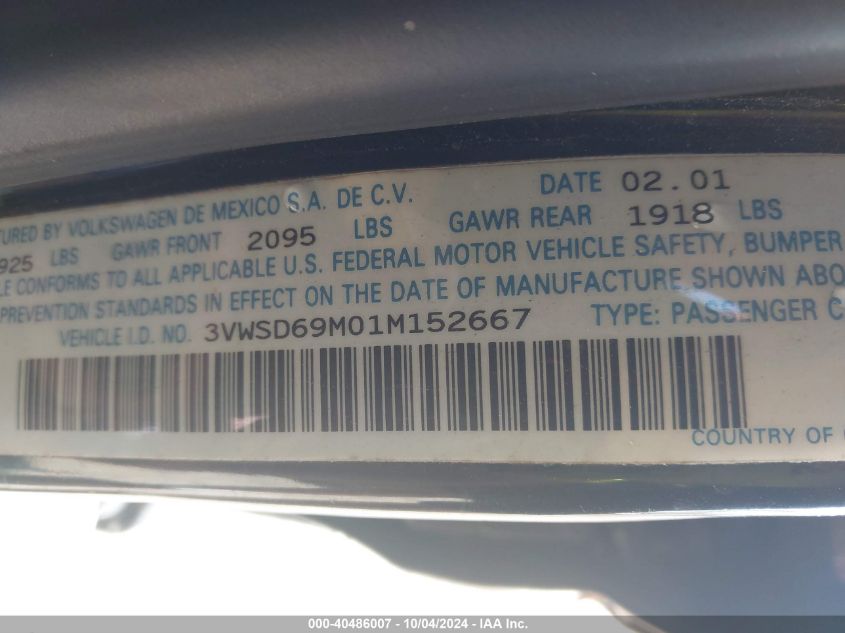 TURED BY VOLKSWAGEN DE MEXICO S.A. DE C.V. DATE 02.01
925 LBS GAWR FRONT 2095 LBS GAWR REAR 1918 LBS
LE CONFORMS TO ALL APPLICABLE U.S. FEDERAL MOTOR VEHICLE SAFETY, BUMPER
PREVENTION STANDARDS IN EFFECT ON THE DATE OF MANUFACTURE SHOWN ABO
VEHICLE I.D. NO. 3VWSD69M01M152667 TYPE: PASSENGER C
COUNTRY OF
000-40486007 - 10/04/2024 - IAA Inc.